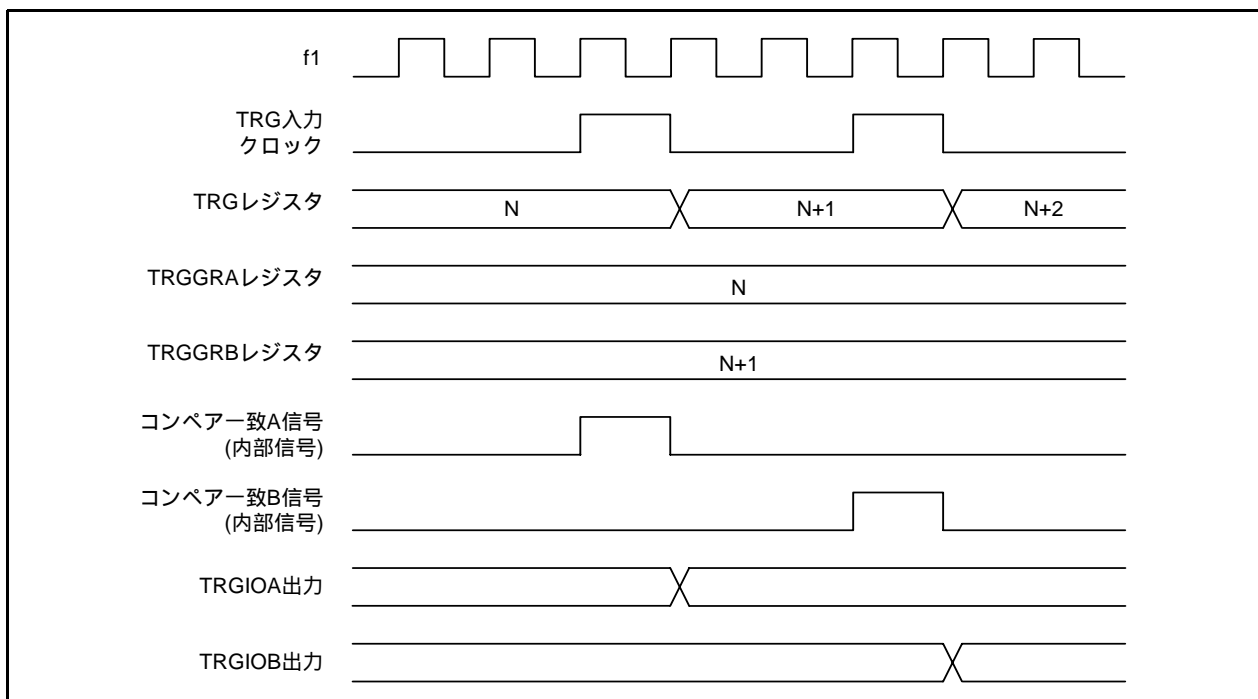 f1
TRG入力
クロック
TRGレジスタ
N
N+1
N+2
TRGGRAレジスタ
N
TRGGRBレジスタ
N+1
コンペア一致A信号
(内部信号)
コンペア一致B信号
(内部信号)
TRGIOA出力
TRGIOB出力